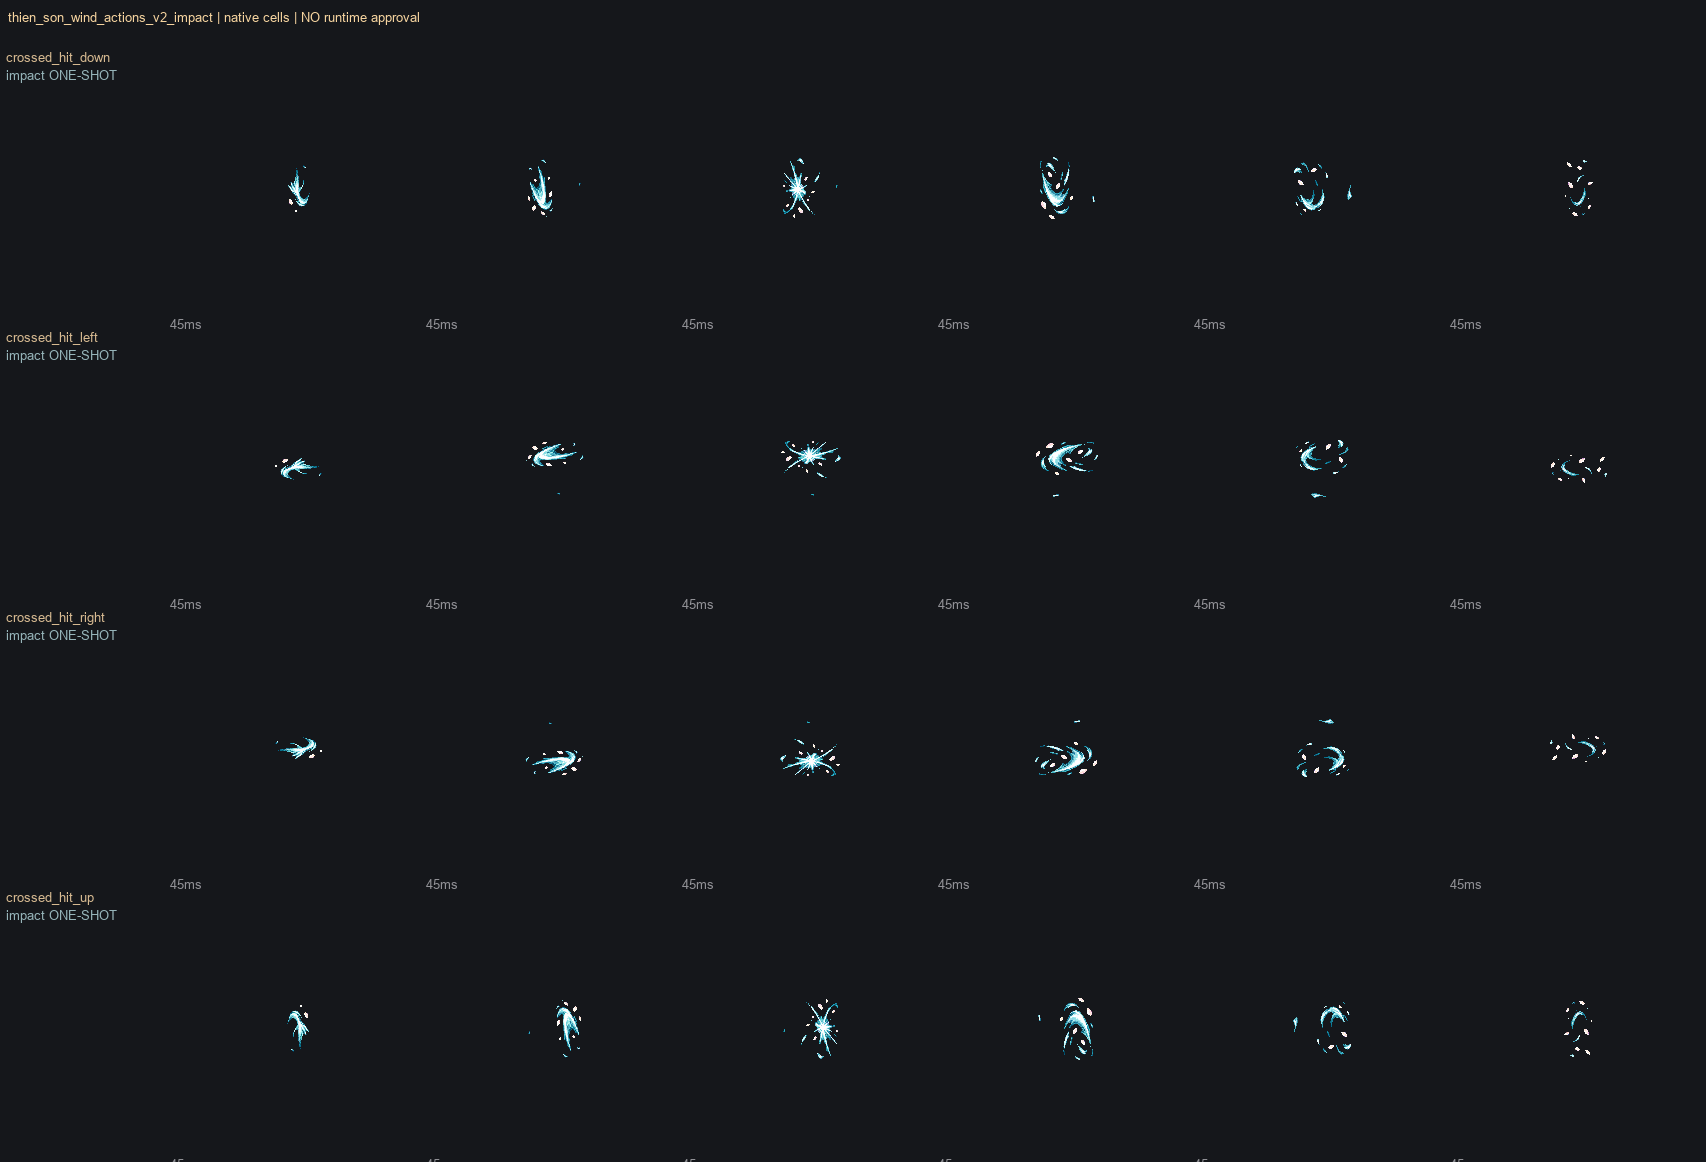 thien_son_wind_actions_v2_impact | native cells | NO runtime approval
crossed_hit_down
impact ONE-SHOT
45ms 45ms 45ms 45ms 45ms 45ms
crossed_hit_left
impact ONE-SHOT
45ms 45ms 45ms 45ms 45ms 45ms
crossed_hit_right
impact ONE-SHOT
45ms 45ms 45ms 45ms 45ms 45ms
crossed_hit_up
impact ONE-SHOT